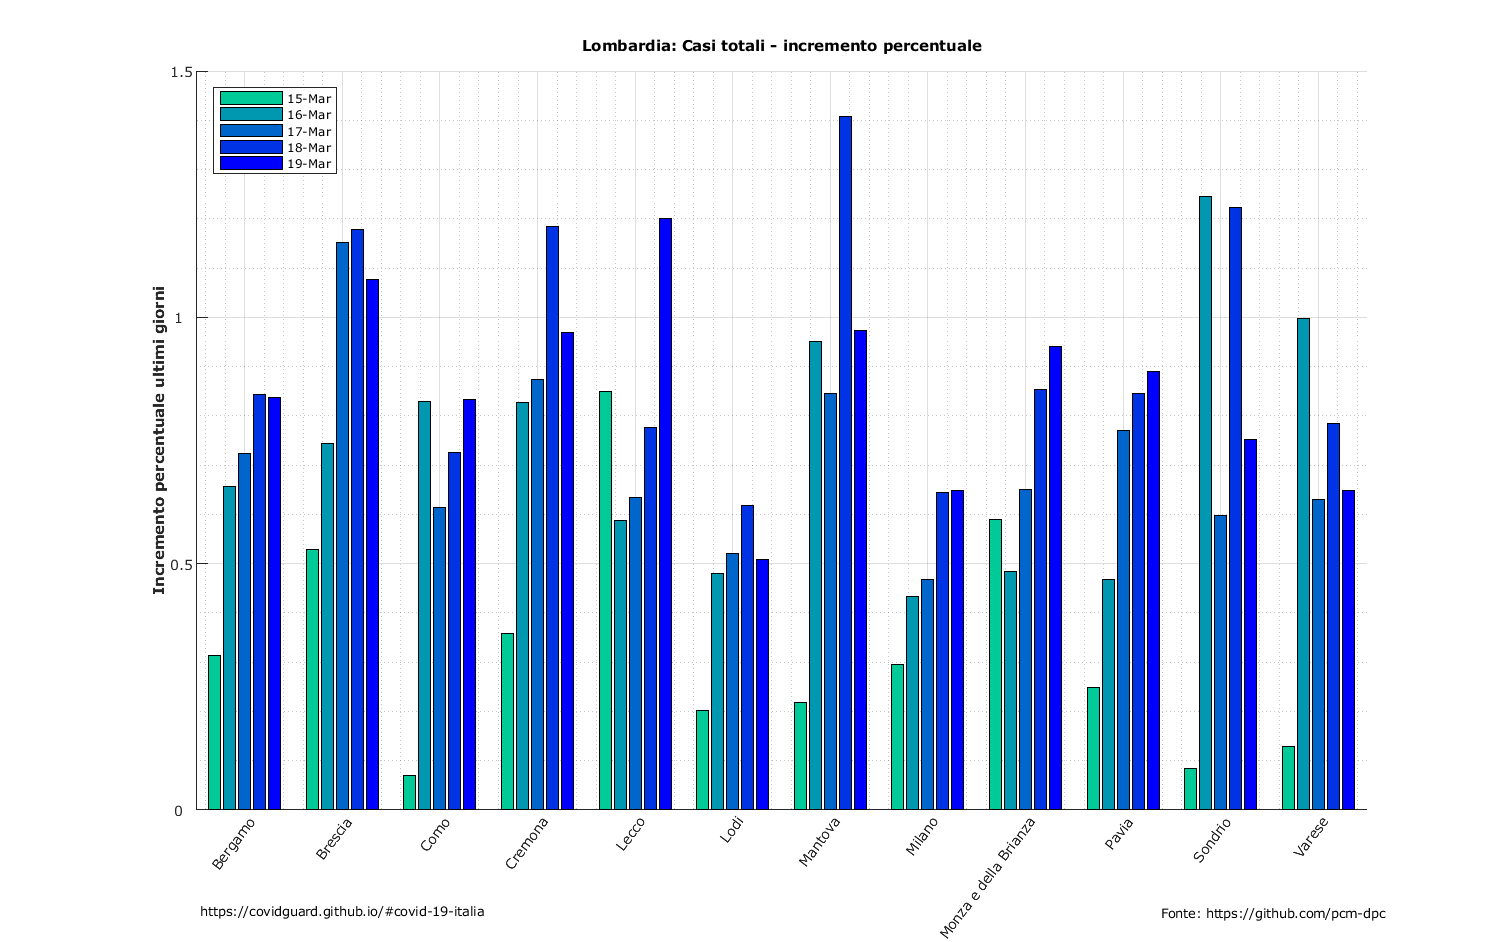 Lombardia: Casi totali - incremento percentuale
1.5
1
0.5
0
Incremento percentuale ultimi giorni
15-Mar
16-Mar
17-Mar
18-Mar
19-Mar
Bergamo
Brescia
Como
Cremona
Lecco
Lodi
Mantova
Milano
Monza e della Brianza
Pavia
Sondrio
Varese
https://covidguard.github.io/#covid-19-italia
Fonte: https://github.com/pcm-dpc